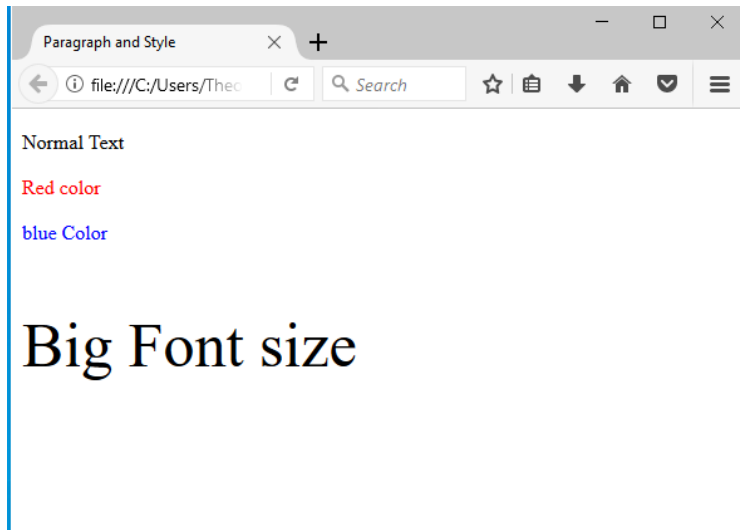 Paragraph and Style
file:///C:/Users/Theo
Search
Normal Text
Red color
blue Color
Big Font size